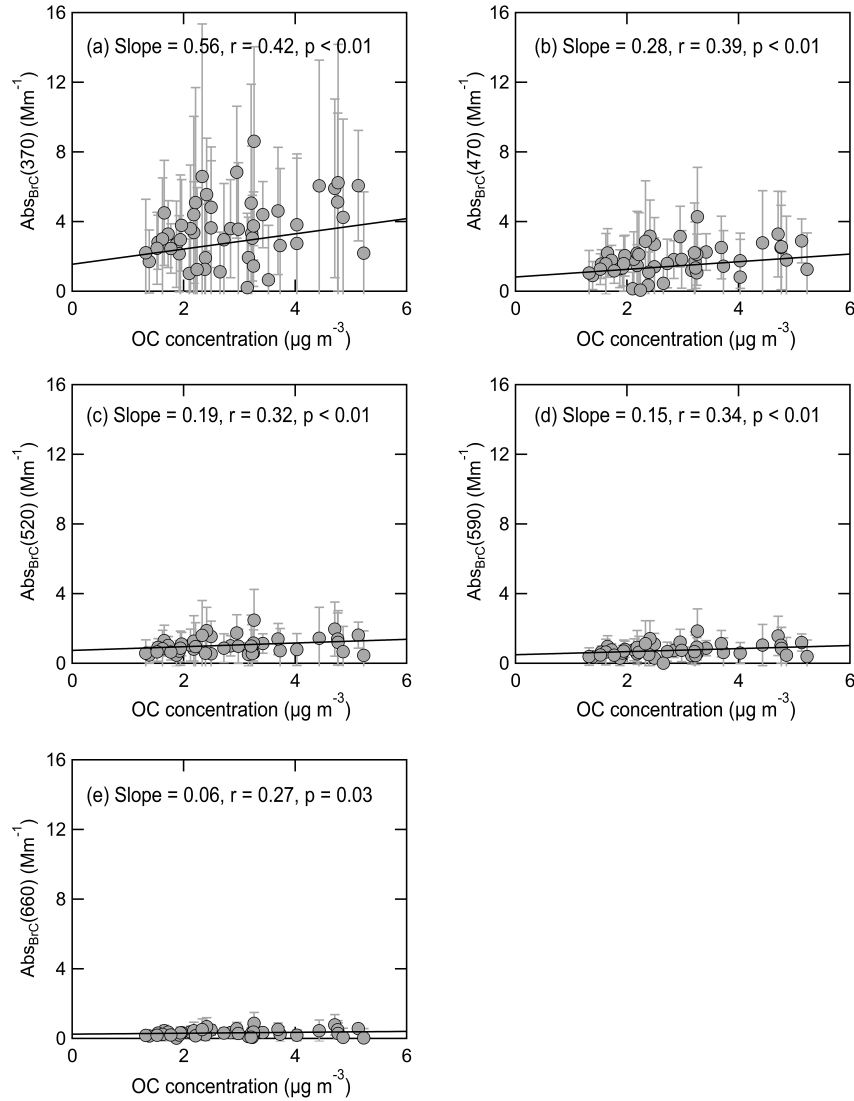 16
12
8
4
0
(a) Slope = 0.56, r = 0.42, p < 0.01
Abs_BrC(370) (Mm⁻¹)
0 2 4 6
OC concentration (µg m⁻³)
16
12
8
4
0
(b) Slope = 0.28, r = 0.39, p < 0.01
Abs_BrC(470) (Mm⁻¹)
0 2 4 6
OC concentration (µg m⁻³)
16
12
8
4
0
(c) Slope = 0.19, r = 0.32, p < 0.01
Abs_BrC(520) (Mm⁻¹)
0 2 4 6
OC concentration (µg m⁻³)
16
12
8
4
0
(d) Slope = 0.15, r = 0.34, p < 0.01
Abs_BrC(590) (Mm⁻¹)
0 2 4 6
OC concentration (µg m⁻³)
16
12
8
4
0
(e) Slope = 0.06, r = 0.27, p = 0.03
Abs_BrC(660) (Mm⁻¹)
0 2 4 6
OC concentration (µg m⁻³)